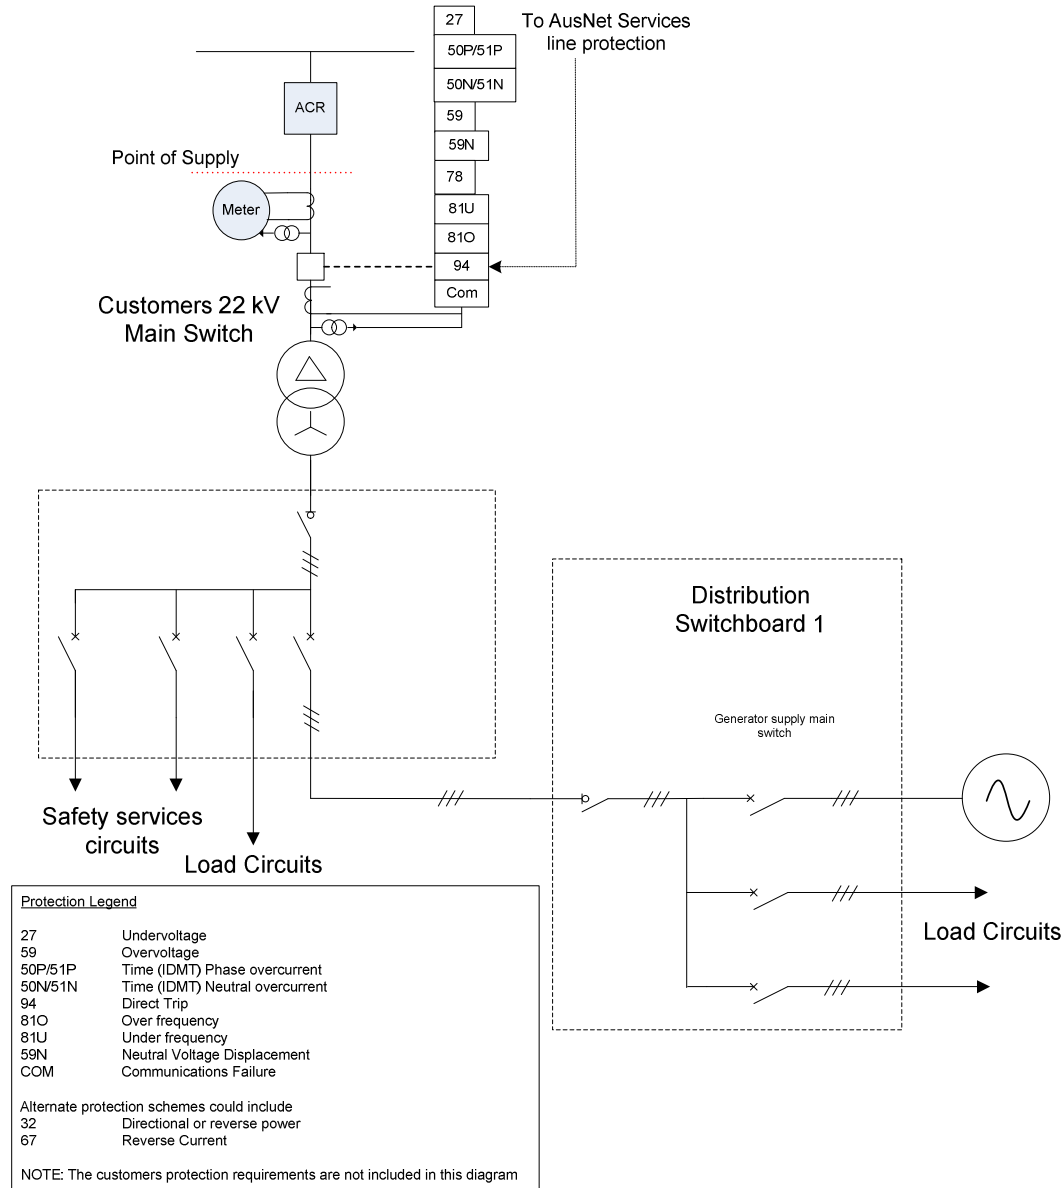 27
To AusNet Services
line protection
50P/51P
50N/51N
ACR
59
59N
Point of Supply
78
Meter
81U
81O
94
Com
Customers 22 kV
Main Switch
Distribution
Switchboard 1
Generator supply main
switch
Safety services
circuits
Load Circuits
Load Circuits
Protection Legend
27 Undervoltage
59 Overvoltage
50P/51P Time (IDMT) Phase overcurrent
50N/51N Time (IDMT) Neutral overcurrent
94 Direct Trip
81O Over frequency
81U Under frequency
59N Neutral Voltage Displacement
COM Communications Failure
Alternate protection schemes could include
32 Directional or reverse power
67 Reverse Current
NOTE: The customers protection requirements are not included in this diagram